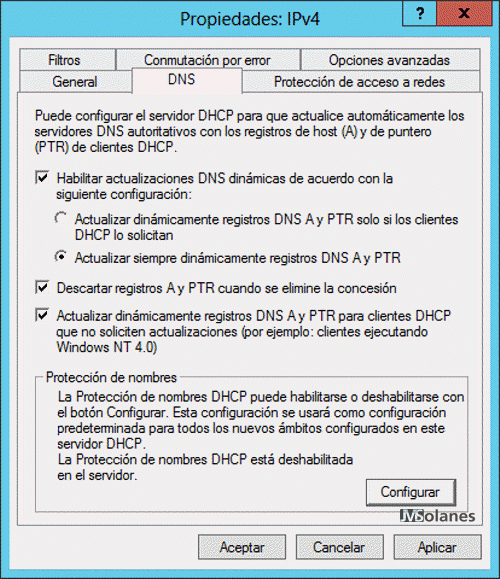 Propiedades: IPv4
?
x
Filtros
Conmutación por error
Opciones avanzadas
General
DNS
Protección de acceso a redes
Puede configurar el servidor DHCP para que actualice automáticamente los
servidores DNS autoritativos con los registros de host (A) y de puntero
(PTR) de clientes DHCP.
Habilitar actualizaciones DNS dinámicas de acuerdo con la
siguiente configuración:
Actualizar dinámicamente registros DNS A y PTR solo si los clientes
DHCP lo solicitan
Actualizar siempre dinámicamente registros DNS A y PTR
Descartar registros A y PTR cuando se elimine la concesión
Actualizar dinámicamente registros DNS A y PTR para clientes DHCP
que no soliciten actualizaciones (por ejemplo: clientes ejecutando
Windows NT 4.0)
Protección de nombres
La Protección de nombres DHCP puede habilitarse o deshabilitarse con
el botón Configurar. Esta configuración se usará como configuración
predeterminada para todos los nuevos ámbitos configurados en este
servidor DHCP.
La Protección de nombres DHCP está deshabilitada
en el servidor.
Configurar
JMSolanes
Aceptar
Cancelar
Aplicar